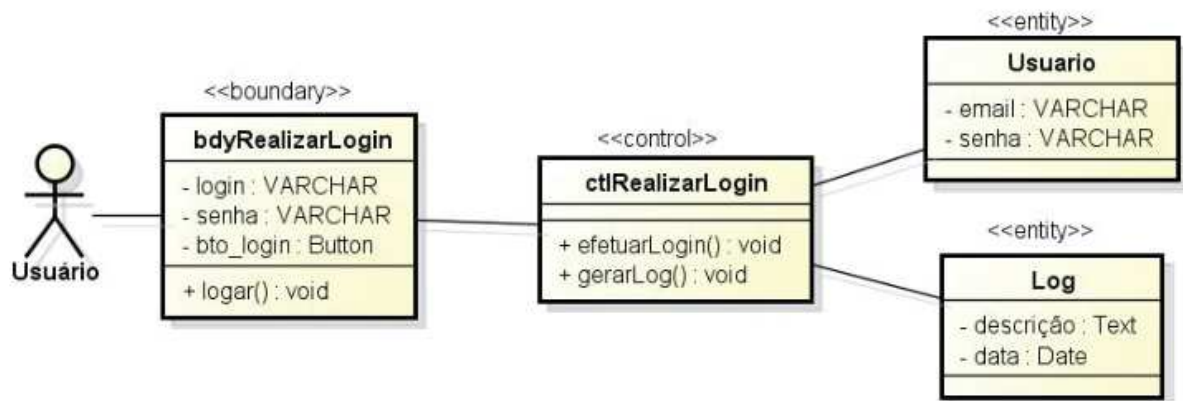 Usuário
<<boundary>>
bdyRealizarLogin
- login : VARCHAR
- senha : VARCHAR
- bto_login : Button
+ logar() : void
<<control>>
ctlRealizarLogin
+ efetuarLogin() : void
+ gerarLog() : void
<<entity>>
Usuario
- email : VARCHAR
- senha : VARCHAR
<<entity>>
Log
- descrição : Text
- data : Date